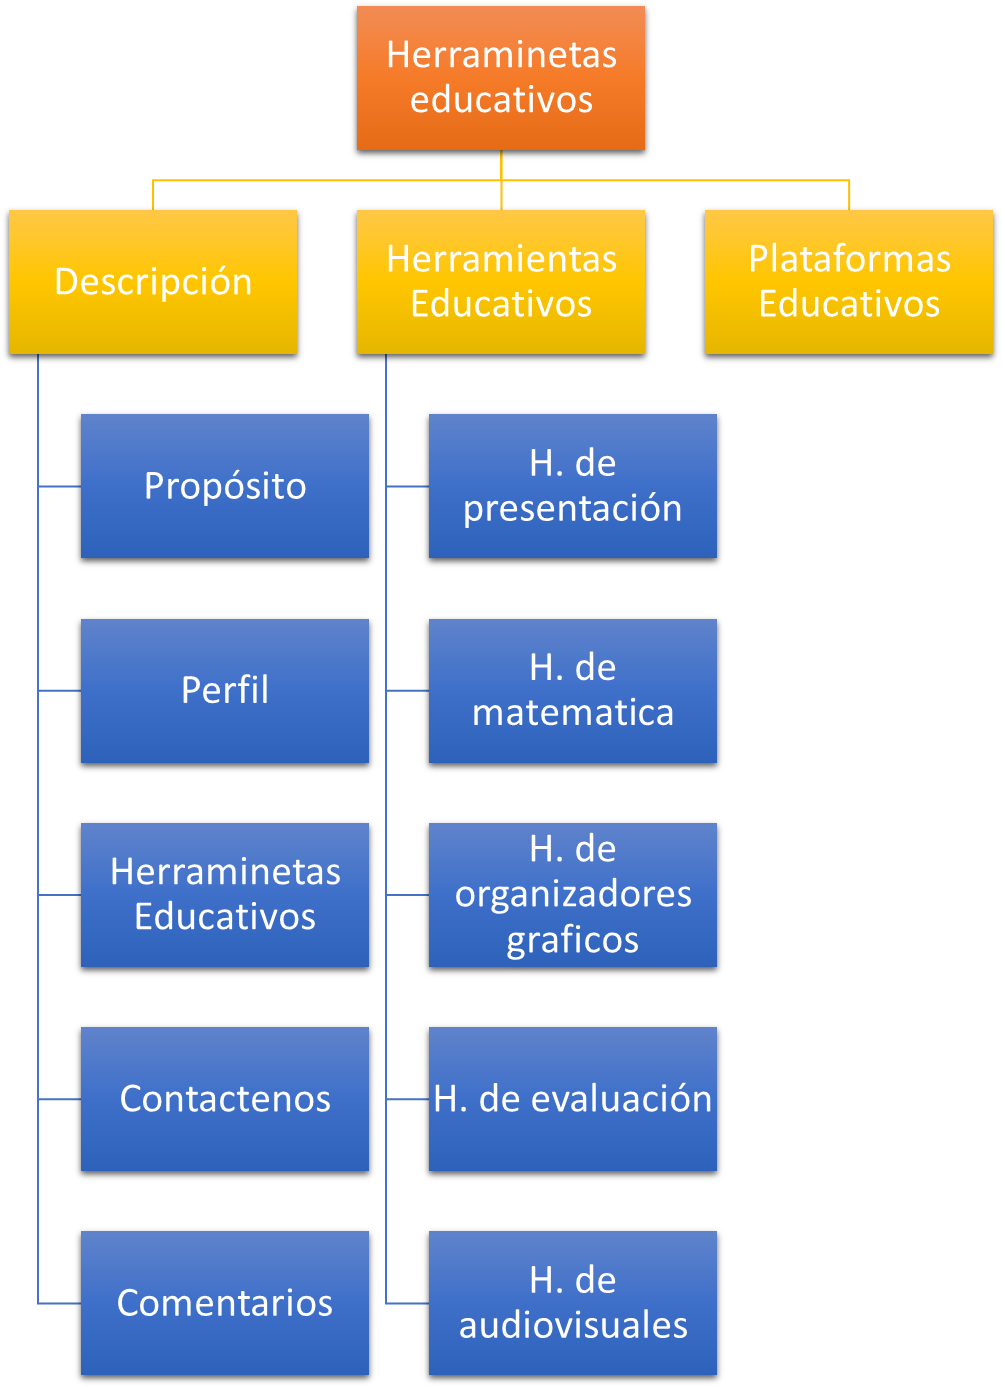 Herraminetas
educativos
Descripción
Herramientas
Educativos
Plataformas
Educativos
Propósito
Perfil
Herraminetas
Educativos
Contactenos
Comentarios
H. de
presentación
H. de
matematica
H. de
organizadores
graficos
H. de evaluación
H. de
audiovisuales